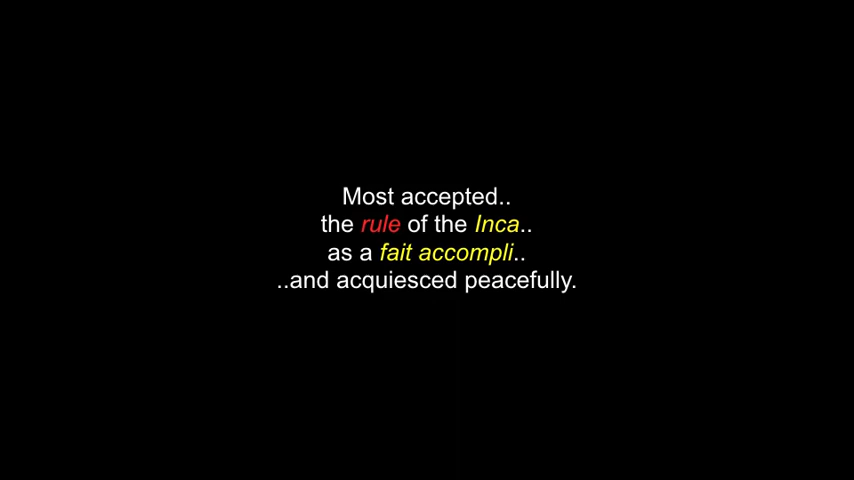 Most accepted..
the rule of the Inca..
as a fait accompli..
..and acquiesced peacefully.